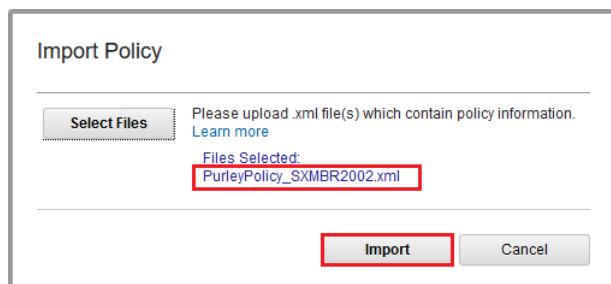 Import Policy
Select Files
Please upload .xml file(s) which contain policy information.
Learn more
Files Selected:
PurleyPolicy_SXMBR2002.xml
Import
Cancel